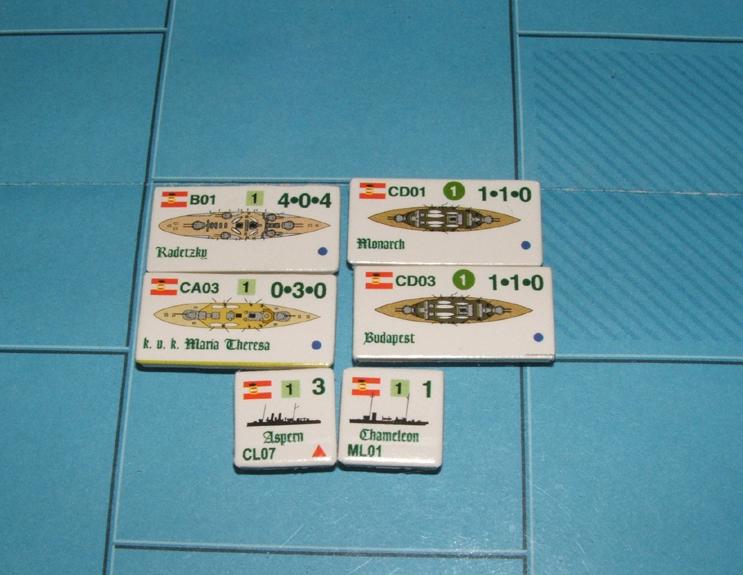 B01 1 4•0•4
Radetzky
CD01 1 1•1•0
Monarch
CA03 1 0•3•0
k. u. k. Maria Theresa
CD03 1 1•1•0
Budapest
1 3
Aspern
CL07
1 1
Chameleon
ML01